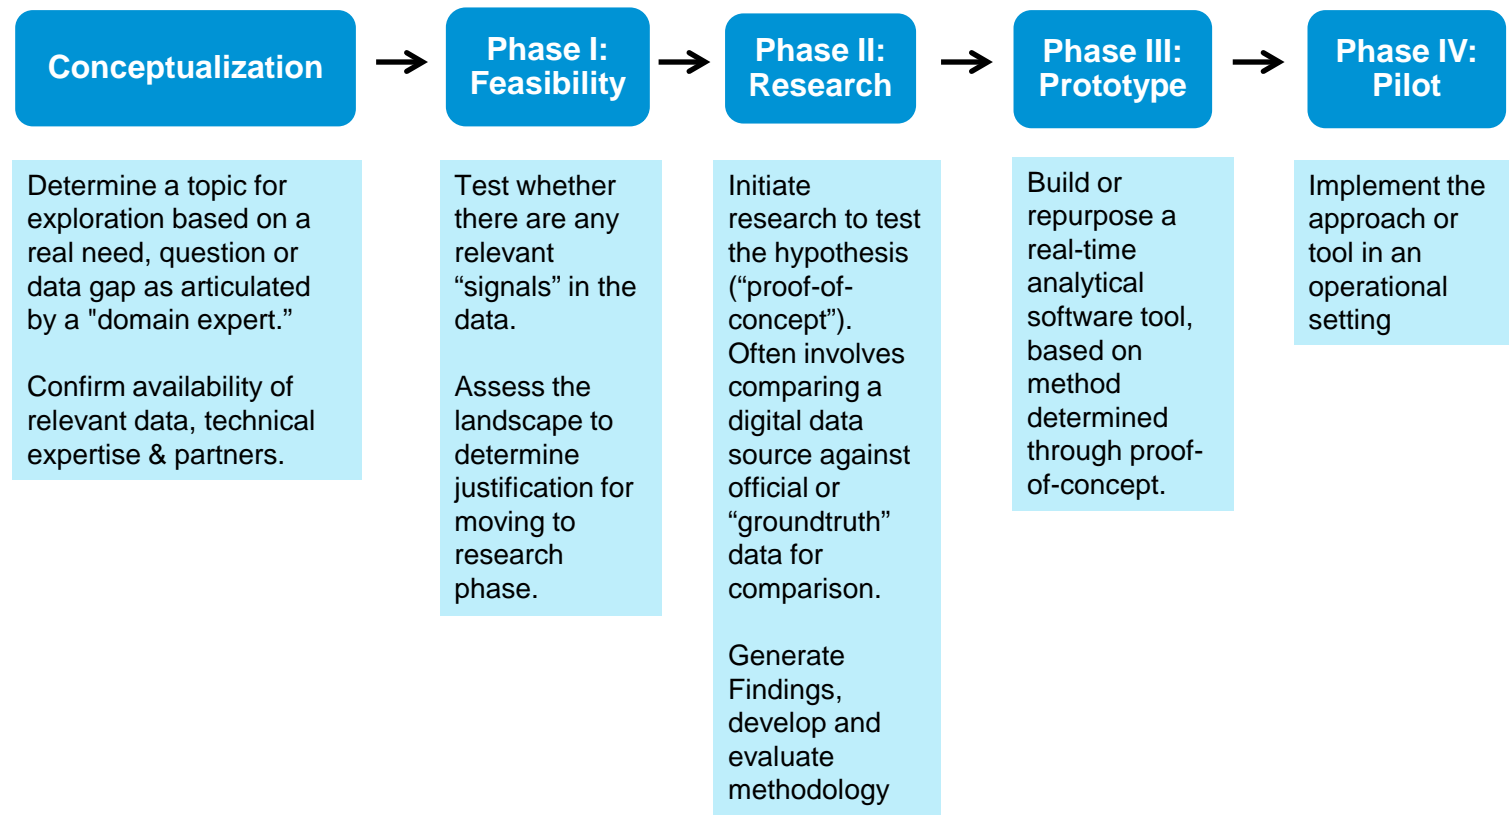 Conceptualization
Phase I:
Feasibility
Phase II:
Research
Phase III:
Prototype
Phase IV:
Pilot
Determine a topic for
exploration based on a
real need, question or
data gap as articulated
by a "domain expert.”
Confirm availability of
relevant data, technical
expertise & partners.
Test whether
there are any
relevant
“signals” in the
data.
Assess the
landscape to
determine
justification for
moving to
research
phase.
Initiate
research to test
the hypothesis
(“proof-of-
concept”).
Often involves
comparing a
digital data
source against
official or
“groundtruth”
data for
comparison.
Generate
Findings,
develop and
evaluate
methodology
Build or
repurpose a
real-time
analytical
software tool,
based on
method
determined
through proof-
of-concept.
Implement the
approach or
tool in an
operational
setting